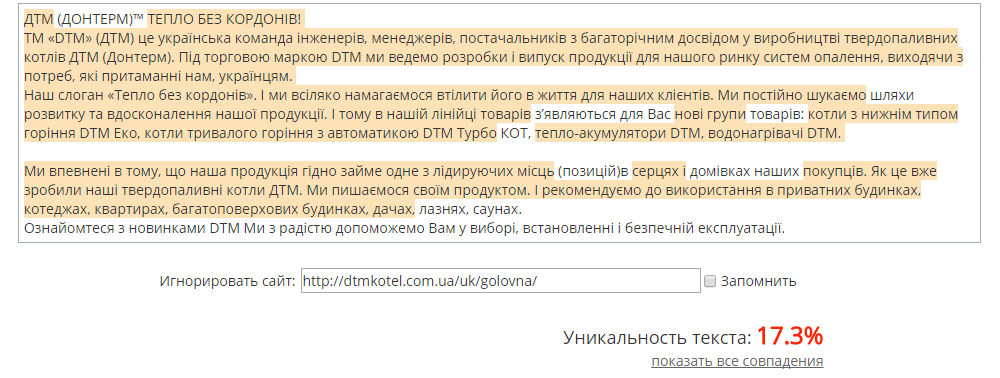 ДТМ (ДОНТЕРМ)™ ТЕПЛО БЕЗ КОРДОНІВ!
ТМ «DTM» (ДТМ) це українська команда інженерів, менеджерів, постачальників з багаторічним досвідом у виробництві твердопаливних
котлів ДТМ (Донтерм). Під торговою маркою DTM ми ведемо розробки і випуск продукції для нашого ринку систем опалення, виходячи з
потреб, які притаманні нам, українцям.
Наш слоган «Тепло без кордонів». І ми всіляко намагаємося втілити його в життя для наших клієнтів. Ми постійно шукаємо шляхи
розвитку та вдосконалення нашої продукції. І тому в нашій лінійці товарів з’являються для Вас нові групи товарів: котли з нижнім типом
горіння DTM Еко, котли тривалого горіння з автоматикою DTM Турбо КОТ, тепло-акумулятори DTM, водонагрівачі DTM.
Ми впевнені в тому, що наша продукція гідно займе одне з лідируючих місць (позицій)в серцях і домівках наших покупців. Як це вже
зробили наші твердопаливні котли ДТМ. Ми пишаємося своїм продуктом. І рекомендуємо до використання в приватних будинках,
котеджах, квартирах, багатоповерхових будинках, дачах, лазнях, саунах.
Ознайомтеся з новинками DTM Ми з радістю допоможемо Вам у виборі, встановленні і безпечній експлуатації.
Игнорировать сайт: http://dtmkotel.com.ua/uk/golovna/ Запомнить
Уникальность текста: 17.3%
показать все совпадения